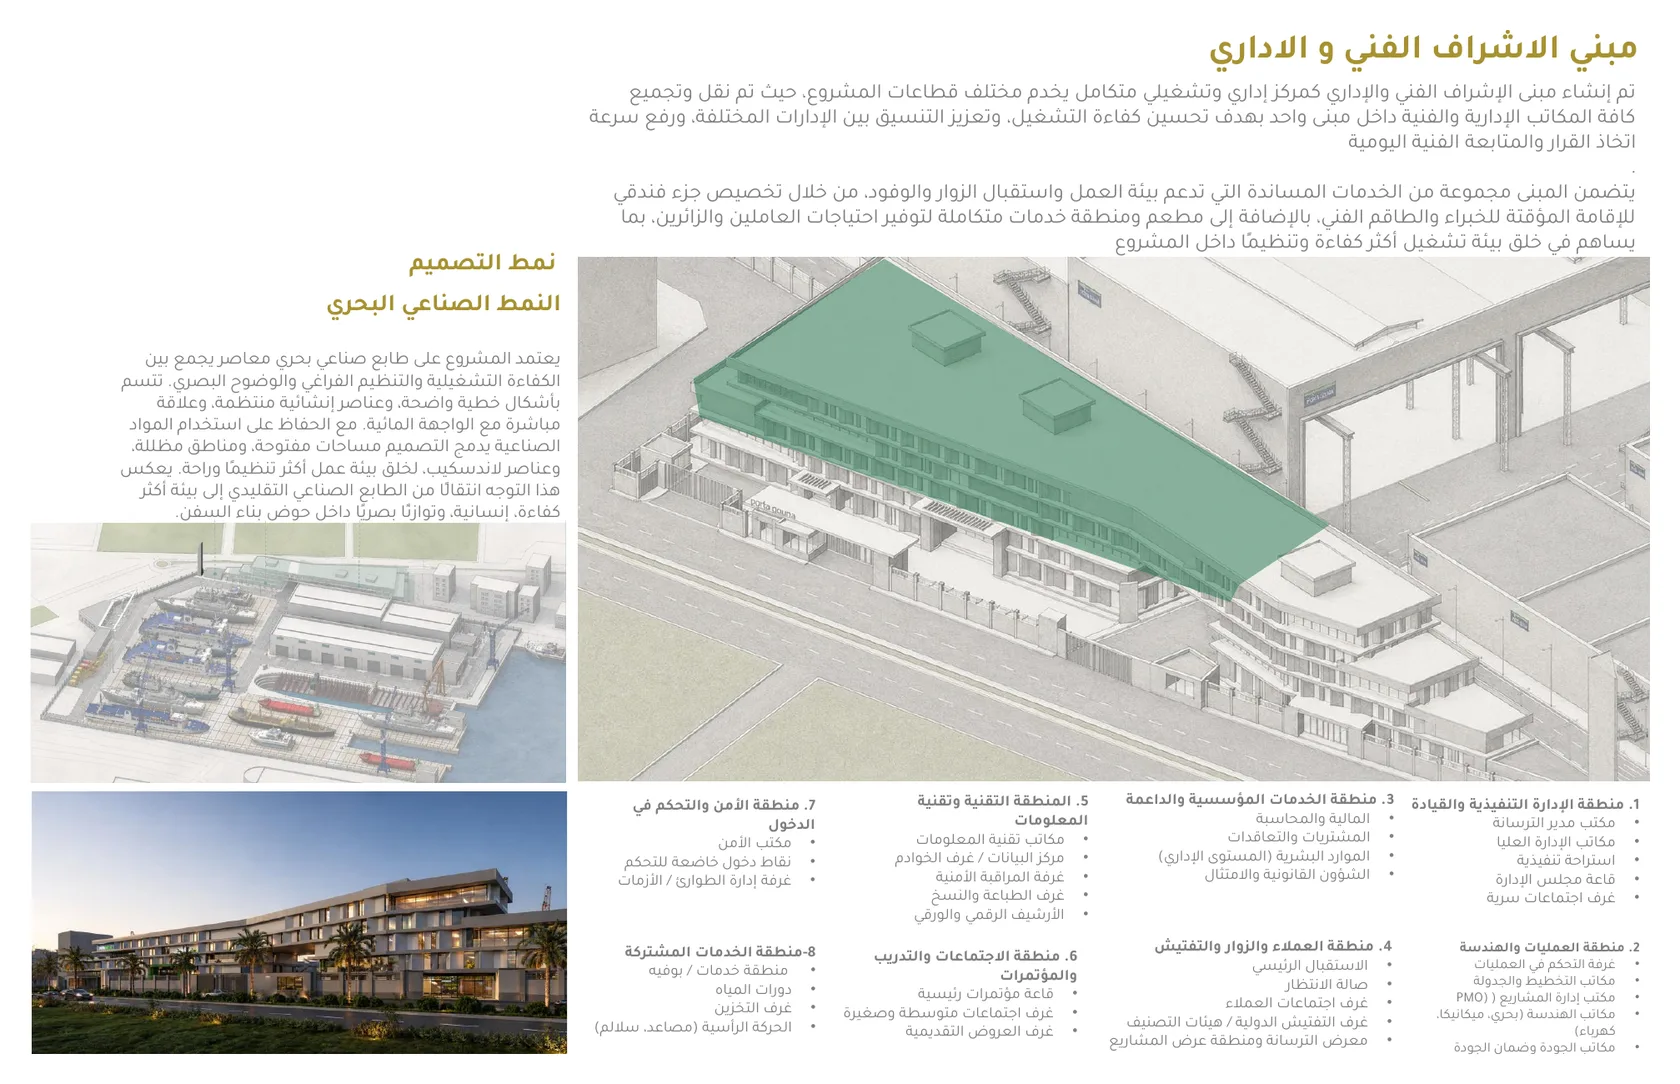 مبني الاشراف الفني و الاداري
تم إنشاء مبنى الإشراف الفني والإداري كمركز إداري وتشغيلي متكامل يخدم مختلف قطاعات المشروع، حيث تم نقل وتجميع
كافة المكاتب الإدارية والفنية داخل مبنى واحد بهدف تحسين كفاءة التشغيل، وتعزيز التنسيق بين الإدارات المختلفة، ورفع سرعة
اتخاذ القرار والمتابعة الفنية اليومية
.
يتضمن المبنى مجموعة من الخدمات المساندة التي تدعم بيئة العمل واستقبال الزوار والوفود، من خلال تخصيص جزء فندقي
للإقامة المؤقتة للخبراء والطاقم الفني، بالإضافة إلى مطعم ومنطقة خدمات متكاملة لتوفير احتياجات العاملين والزائرين، بما
يساهم في خلق بيئة تشغيل أكثر كفاءة وتنظيمًا داخل المشروع
نمط التصميم
النمط الصناعي البحري
يعتمد المشروع على طابع صناعي بحري معاصر يجمع بين
الكفاءة التشغيلية والتنظيم الفراغي والوضوح البصري. تتسم
بأشكال خطية واضحة، وعناصر إنشائية منتظمة، وعلاقة
مباشرة مع الواجهة المائية. مع الحفاظ على استخدام المواد
الصناعية يدمج التصميم مساحات مفتوحة، ومناطق مظللة،
وعناصر لاندسكيب، لخلق بيئة عمل أكثر تنظيمًا وراحة. يعكس
هذا التوجه انتقالًا من الطابع الصناعي التقليدي إلى بيئة أكثر
كفاءة، إنسانية، وتوازنًا بصريًا داخل حوض بناء السفن.
1. منطقة الإدارة التنفيذية والقيادة
• مكتب مدير الترسانة
• مكاتب الإدارة العليا
• استراحة تنفيذية
• قاعة مجلس الإدارة
• غرف اجتماعات سرية
2. منطقة العمليات والهندسة
• غرفة التحكم في العمليات
• مكاتب التخطيط والجدولة
• مكتب إدارة المشاريع ( (PMO
• مكاتب الهندسة (بحري، ميكانيكا،
كهرباء)
• مكاتب الجودة وضمان الجودة
3. منطقة الخدمات المؤسسية والداعمة
• المالية والمحاسبة
• المشتريات والتعاقدات
• الموارد البشرية (المستوى الإداري)
• الشؤون القانونية والامتثال
4. منطقة العملاء والزوار والتفتيش
• الاستقبال الرئيسي
• صالة الانتظار
• غرف اجتماعات العملاء
• غرف التفتيش الدولية / هيئات التصنيف
• معرض الترسانة ومنطقة عرض المشاريع
5. المنطقة التقنية وتقنية
المعلومات
• مكاتب تقنية المعلومات
• مركز البيانات / غرف الخوادم
• غرفة المراقبة الأمنية
• غرف الطباعة والنسخ
• الأرشيف الرقمي والورقي
6. منطقة الاجتماعات والتدريب
والمؤتمرات
• قاعة مؤتمرات رئيسية
• غرف اجتماعات متوسطة وصغيرة
• غرف العروض التقديمية
7. منطقة الأمن والتحكم في
الدخول
• مكتب الأمن
• نقاط دخول خاضعة للتحكم
• غرفة إدارة الطوارئ / الأزمات
8-منطقة الخدمات المشتركة
• منطقة خدمات / بوفيه
• دورات المياه
• غرف التخزين
• الحركة الرأسية (مصاعد، سلالم)